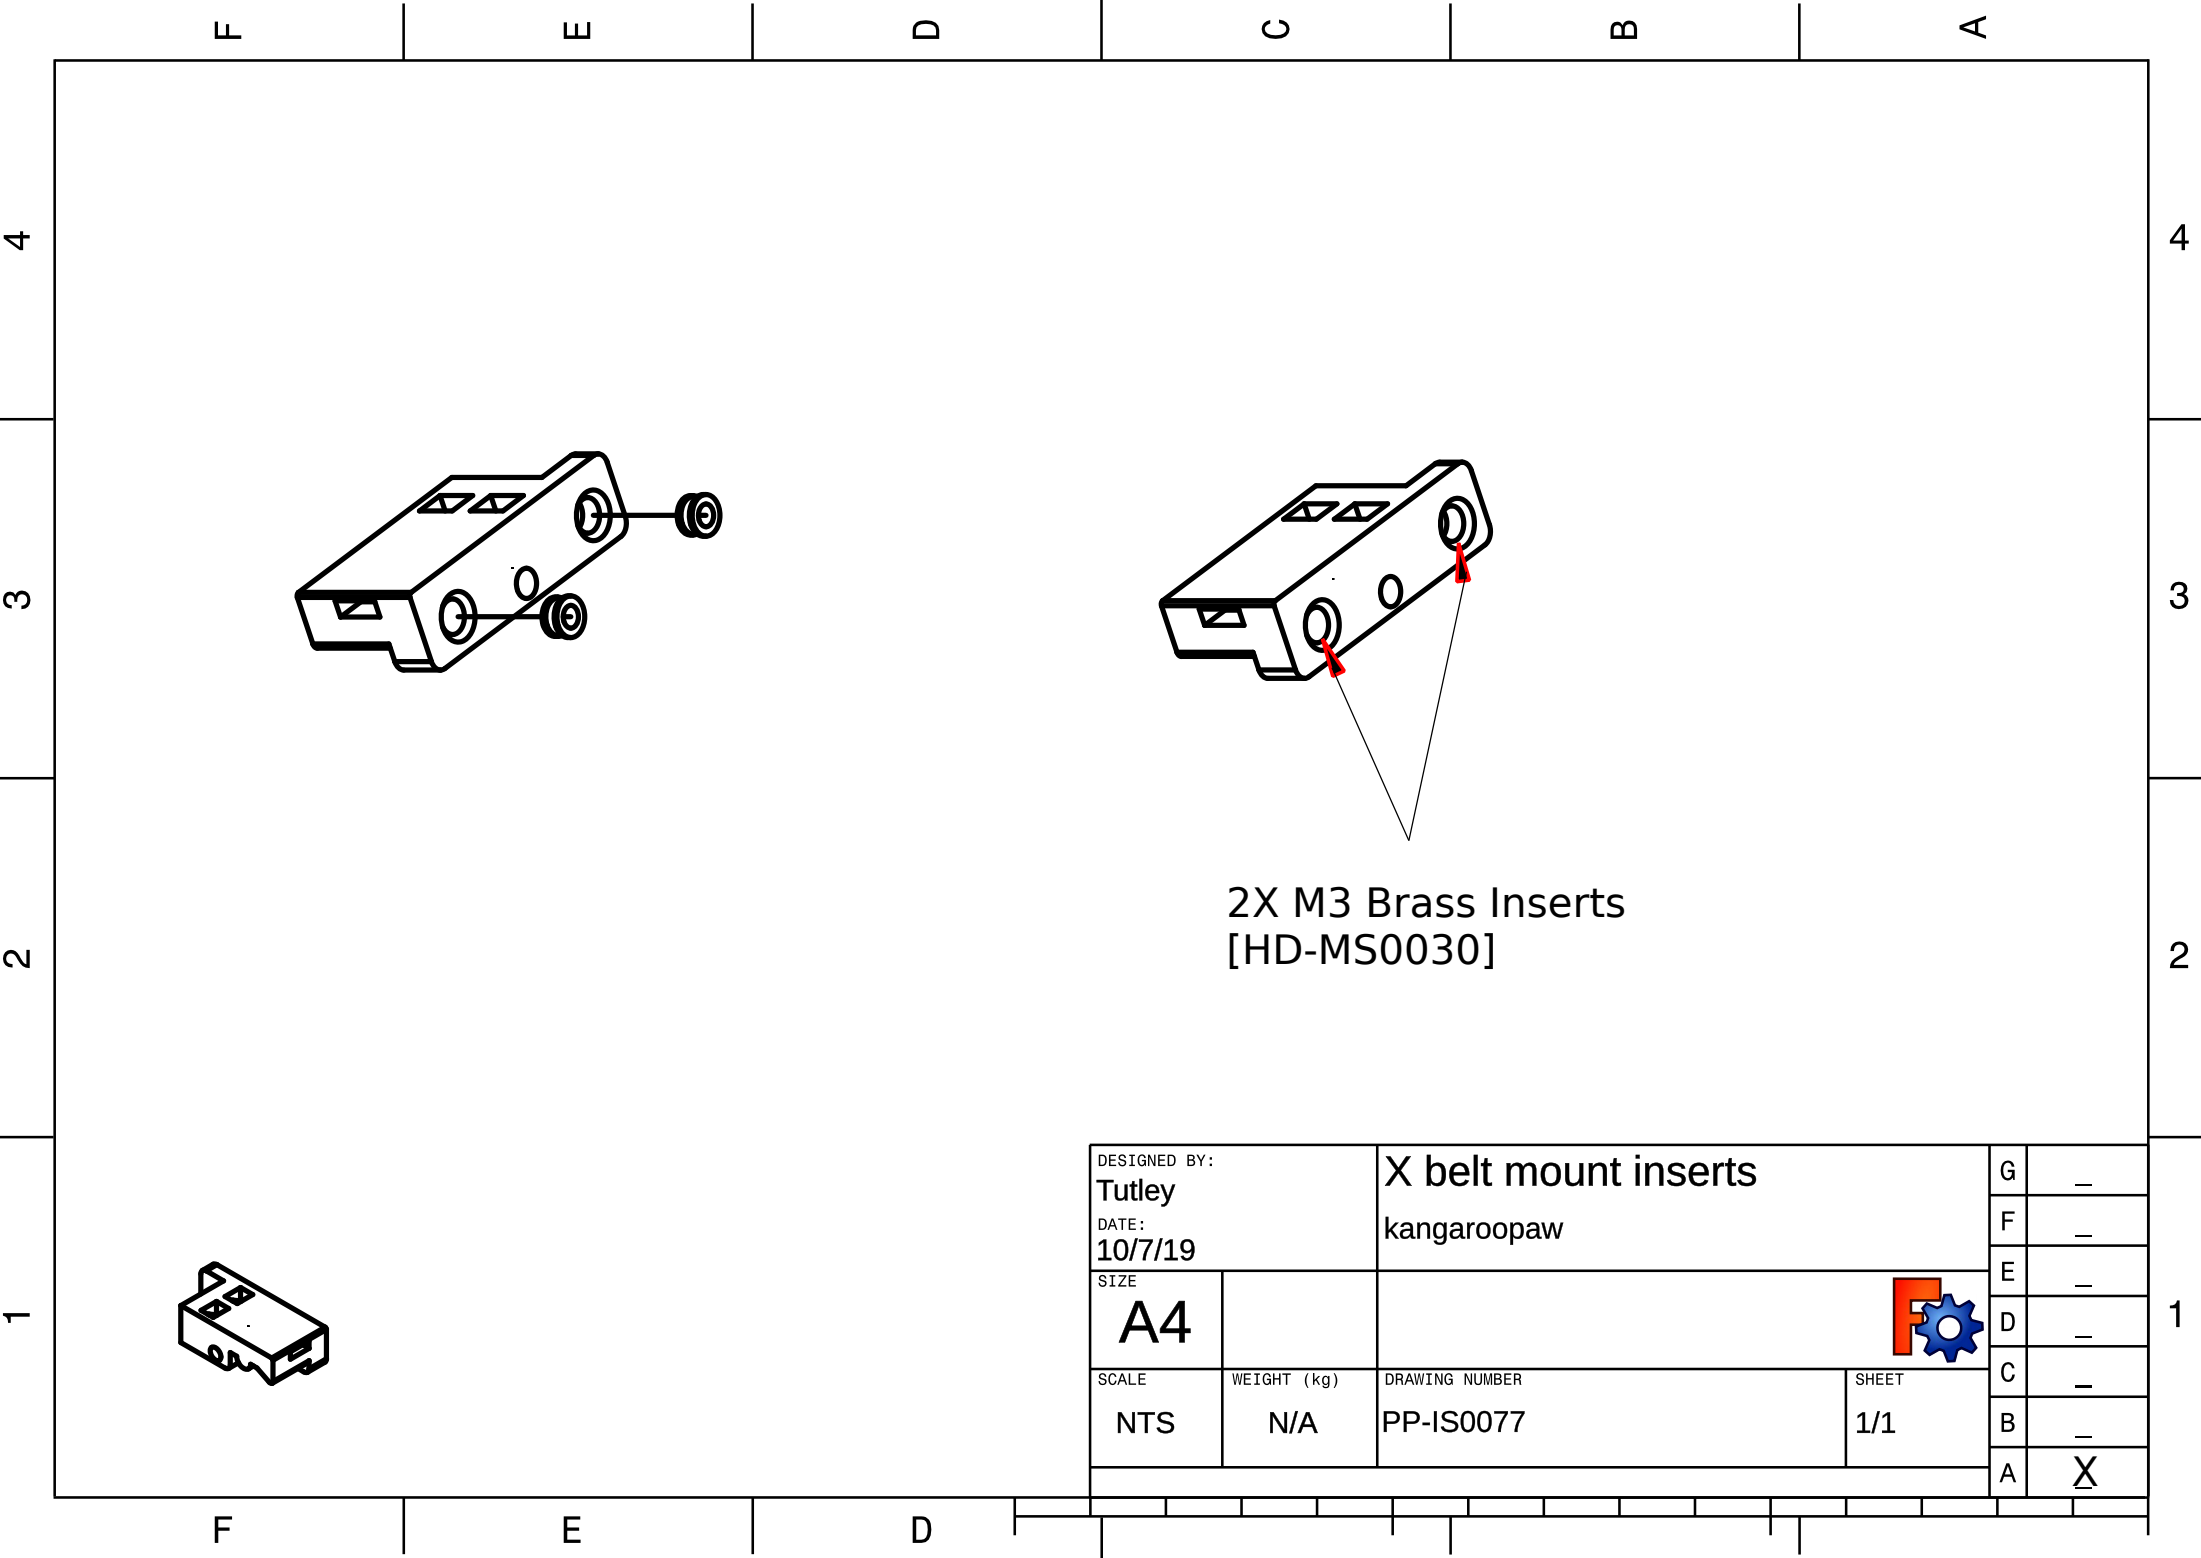 F E D C B A
4 4
3 3
2X M3 Brass Inserts
[HD-MS0030]
2 2
DESIGNED BY:
Tutley
DATE:
10/7/19
X belt mount inserts
kangaroopaw
SIZE
A4
SCALE
NTS
WEIGHT (kg)
N/A
DRAWING NUMBER
PP-IS0077
SHEET
1/1
G _
F _
E _
D _
C _
B _
A X
1 1
F E D